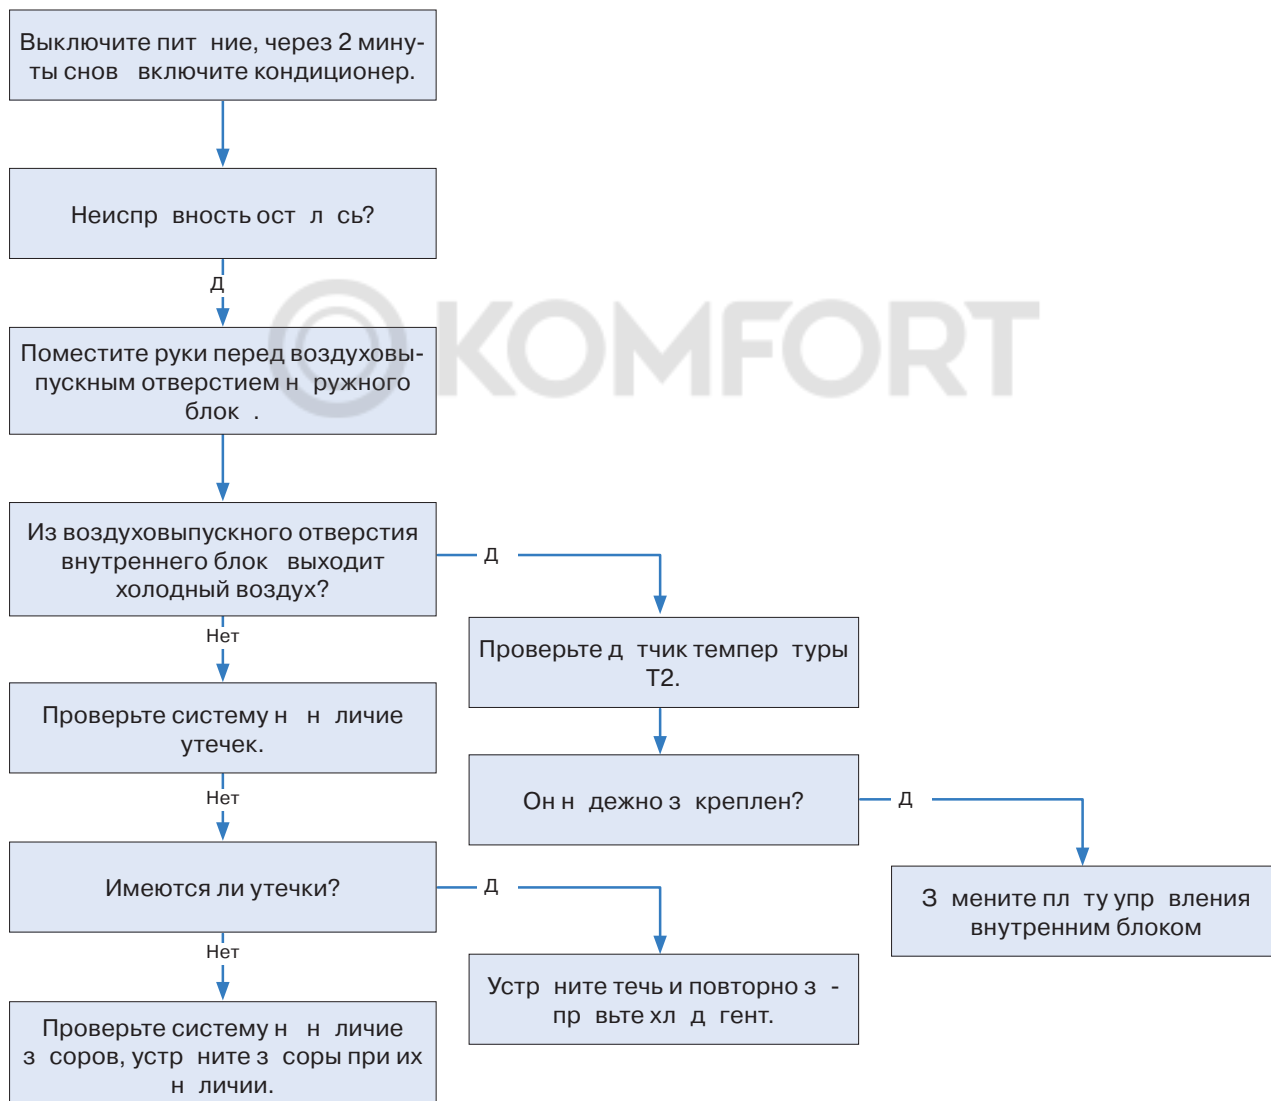 Выключите пит ние, через 2 мину-
ты снов включите кондиционер.
Неиспр вность ост л сь?
Д
KOMFORT
Поместите руки перед воздуховы-
пускным отверстием н ружного
блок .
Из воздуховыпускного отверстия
внутреннего блок выходит
холодный воздух?
Д
Нет
Проверьте д тчик темпер туры
T2.
Проверьте систему н н личие
утечек.
Он н дежно з креплен?
Д
Нет
Имеются ли утечки?
Д
З мените пл ту упр вления
внутренним блоком
Нет
Устр ните течь и повторно з -
пр вьте хл д гент.
Проверьте систему н н личие
з соров, устр ните з соры при их
н личии.